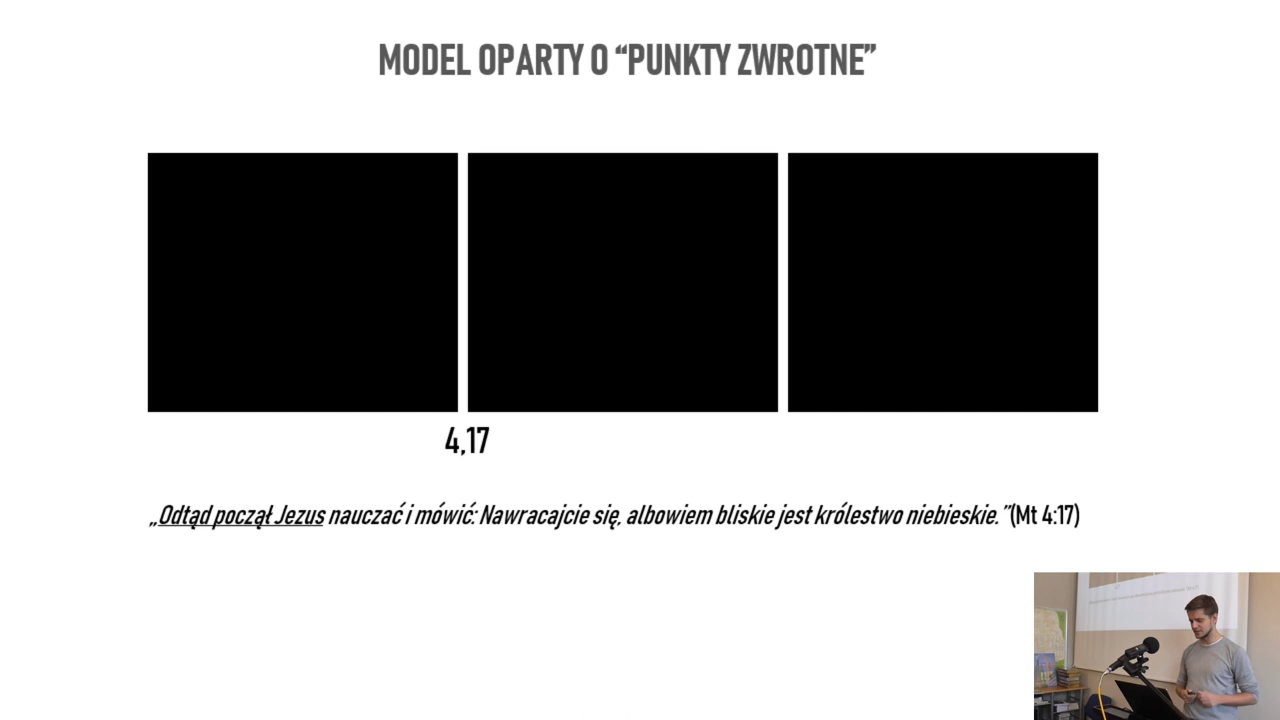 MODEL OPARTY O “PUNKTY ZWROTNE”
4,17
„Odtąd począł Jezus nauczać i mówić: Nawracajcie się, albowiem bliskie jest królestwo niebieskie.”(Mt 4:17)